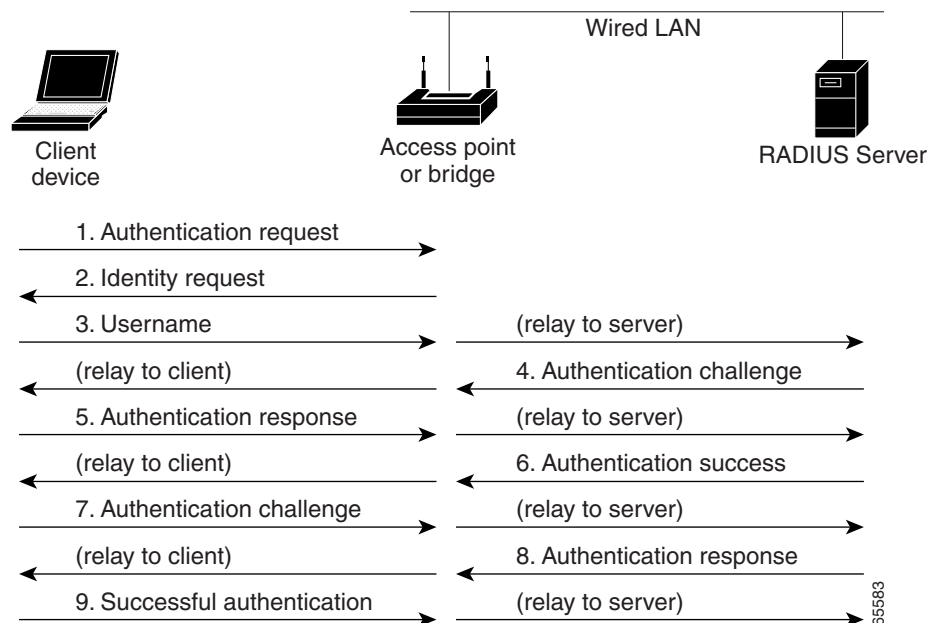 Wired LAN
Client
device
Access point
or bridge
RADIUS Server
1. Authentication request
2. Identity request
3. Username
(relay to server)
(relay to client)
4. Authentication challenge
5. Authentication response
(relay to server)
(relay to client)
6. Authentication success
7. Authentication challenge
(relay to server)
(relay to client)
8. Authentication response
9. Successful authentication
(relay to server)
65583